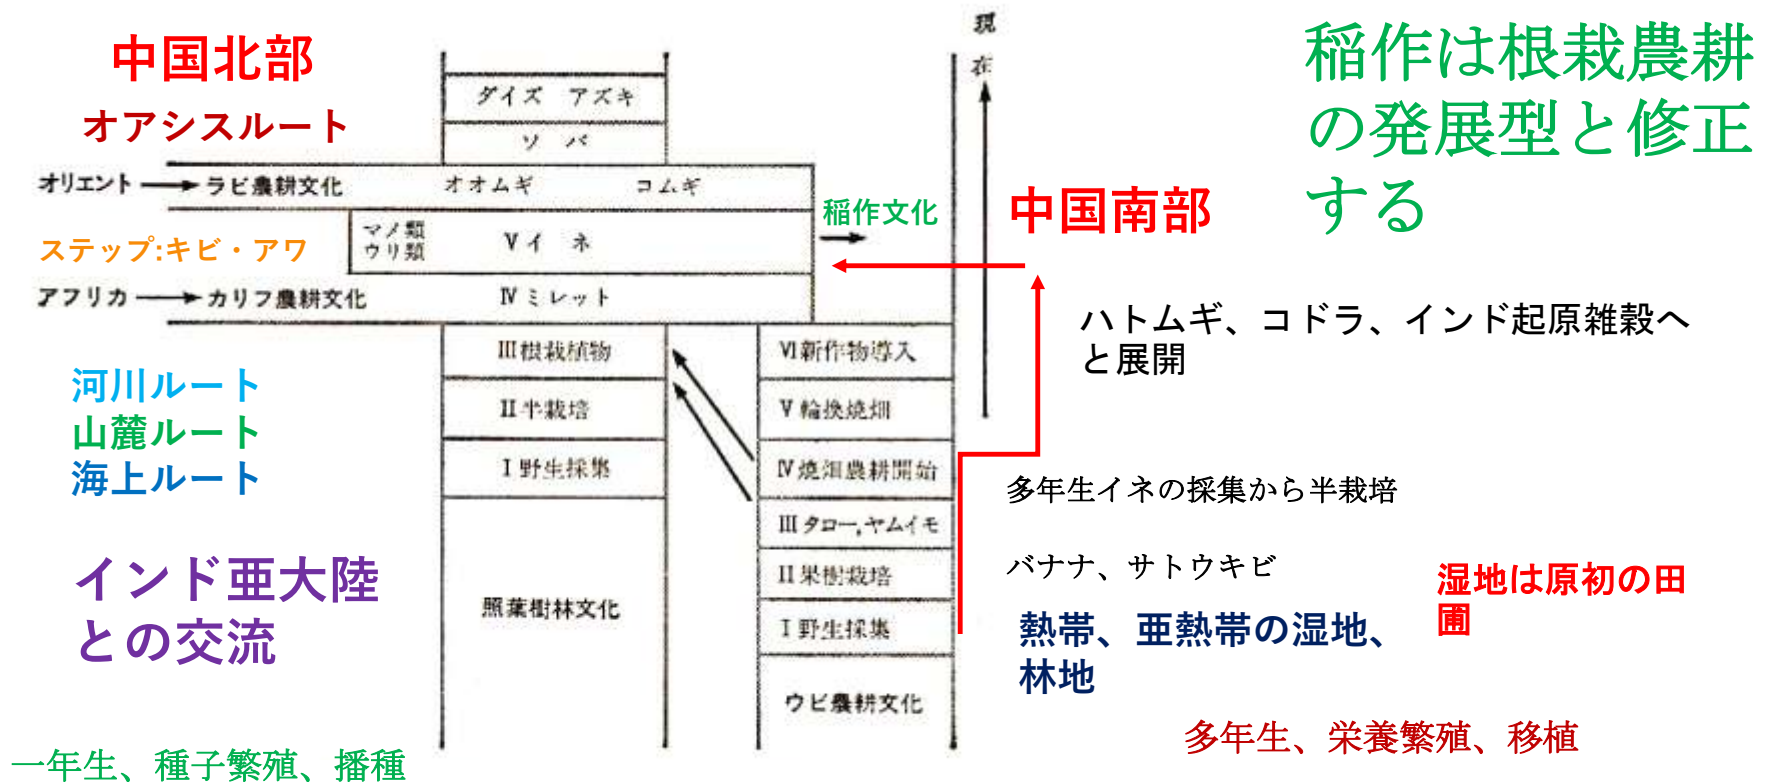 中国北部
オアシスルート
現
在
稲作は根栽農耕
の発展型と修正
する
ダイズ アズキ
ソバ
オリエント
ラビ農耕文化
オオムギ
コムギ
稲作文化
中国南部
ステップ:キビ・アワ
マメ類
ウリ類
Ⅴイネ
アフリカ
カリフ農耕文化
Ⅳミレット
ハトムギ、コドラ、インド起原雑穀へ
と展開
Ⅲ根栽植物
Ⅵ新作物導入
河川ルート
山麓ルート
海上ルート
Ⅱ半栽培
Ⅴ輪換焼畑
Ⅰ野生採集
Ⅳ焼畑農耕開始
多年生イネの採集から半栽培
Ⅲタロー,ヤムイモ
バナナ、サトウキビ
湿地は原初の田
圃
インド亜大陸
との交流
Ⅱ果樹栽培
照葉樹林文化
Ⅰ野生採集
熱帯、亜熱帯の湿地、
林地
ウビ農耕文化
多年生、栄養繁殖、移植
一年生、種子繁殖、播種